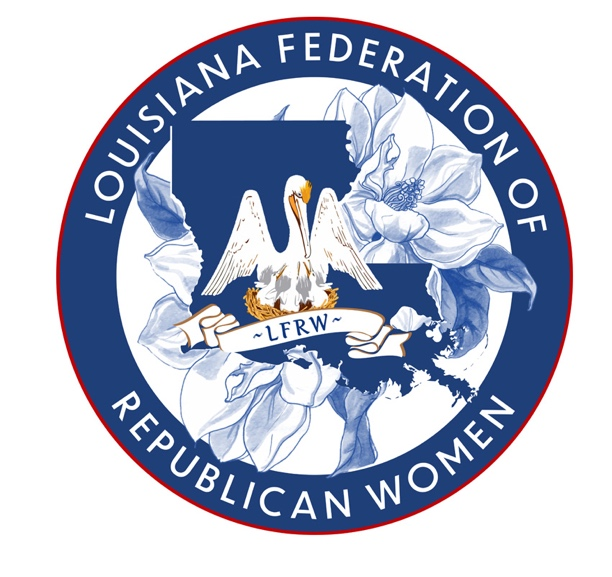 LOUISIANA FEDERATION OF
~LFRW~
REPUBLICAN WOMEN